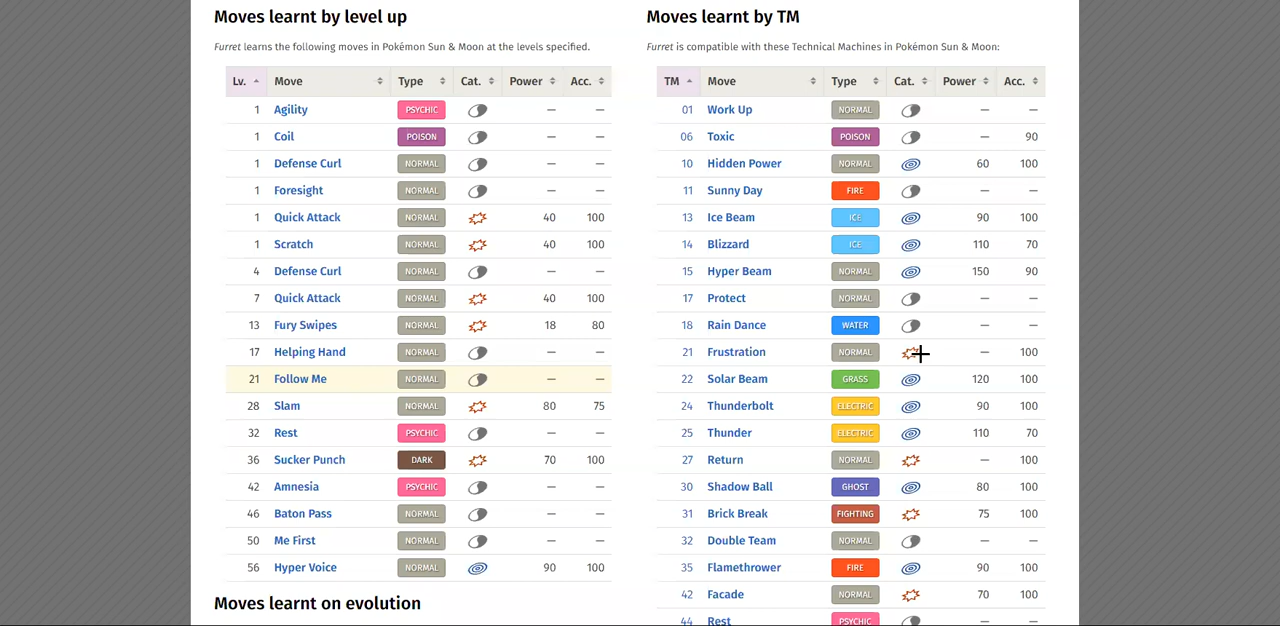 Moves learnt by level up
Furret learns the following moves in Pokémon Sun & Moon at the levels specified.
Lv. Move Type Cat. Power Acc.
1 Agility PSYCHIC — —
1 Coil POISON — —
1 Defense Curl NORMAL — —
1 Foresight NORMAL — —
1 Quick Attack NORMAL 40 100
1 Scratch NORMAL 40 100
4 Defense Curl NORMAL — —
7 Quick Attack NORMAL 40 100
13 Fury Swipes NORMAL 18 80
17 Helping Hand NORMAL — —
21 Follow Me NORMAL — —
28 Slam NORMAL 80 75
32 Rest PSYCHIC — —
36 Sucker Punch DARK 70 100
42 Amnesia PSYCHIC — —
46 Baton Pass NORMAL — —
50 Me First NORMAL — —
56 Hyper Voice NORMAL 90 100
Moves learnt on evolution
Moves learnt by TM
Furret is compatible with these Technical Machines in Pokémon Sun & Moon:
TM Move Type Cat. Power Acc.
01 Work Up NORMAL — —
06 Toxic POISON — 90
10 Hidden Power NORMAL 60 100
11 Sunny Day FIRE — —
13 Ice Beam ICE 90 100
14 Blizzard ICE 110 70
15 Hyper Beam NORMAL 150 90
17 Protect NORMAL — —
18 Rain Dance WATER — —
21 Frustration NORMAL — 100
22 Solar Beam GRASS 120 100
24 Thunderbolt ELECTRIC 90 100
25 Thunder ELECTRIC 110 70
27 Return NORMAL — 100
30 Shadow Ball GHOST 80 100
31 Brick Break FIGHTING 75 100
32 Double Team NORMAL — —
35 Flamethrower FIRE 90 100
42 Facade NORMAL 70 100
44 Rest PSYCHIC — —